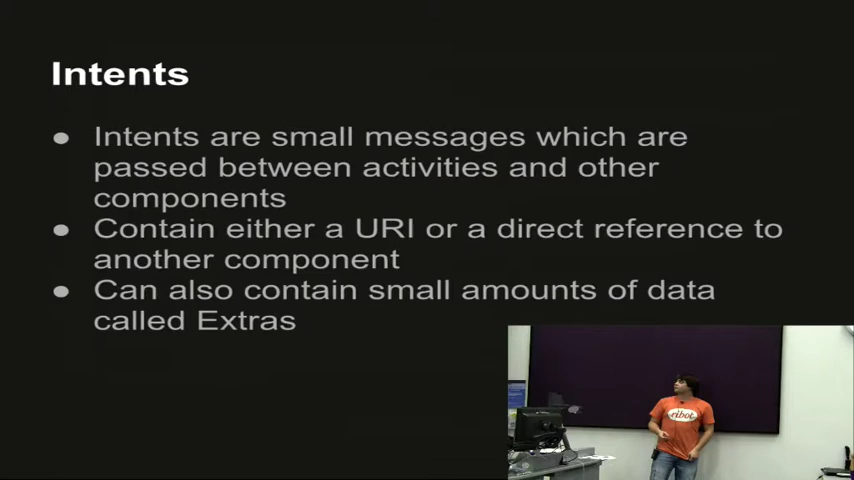 Intents
● Intents are small messages which are
passed between activities and other
components
● Contain either a URI or a direct reference to
another component
● Can also contain small amounts of data
called Extras
ribot